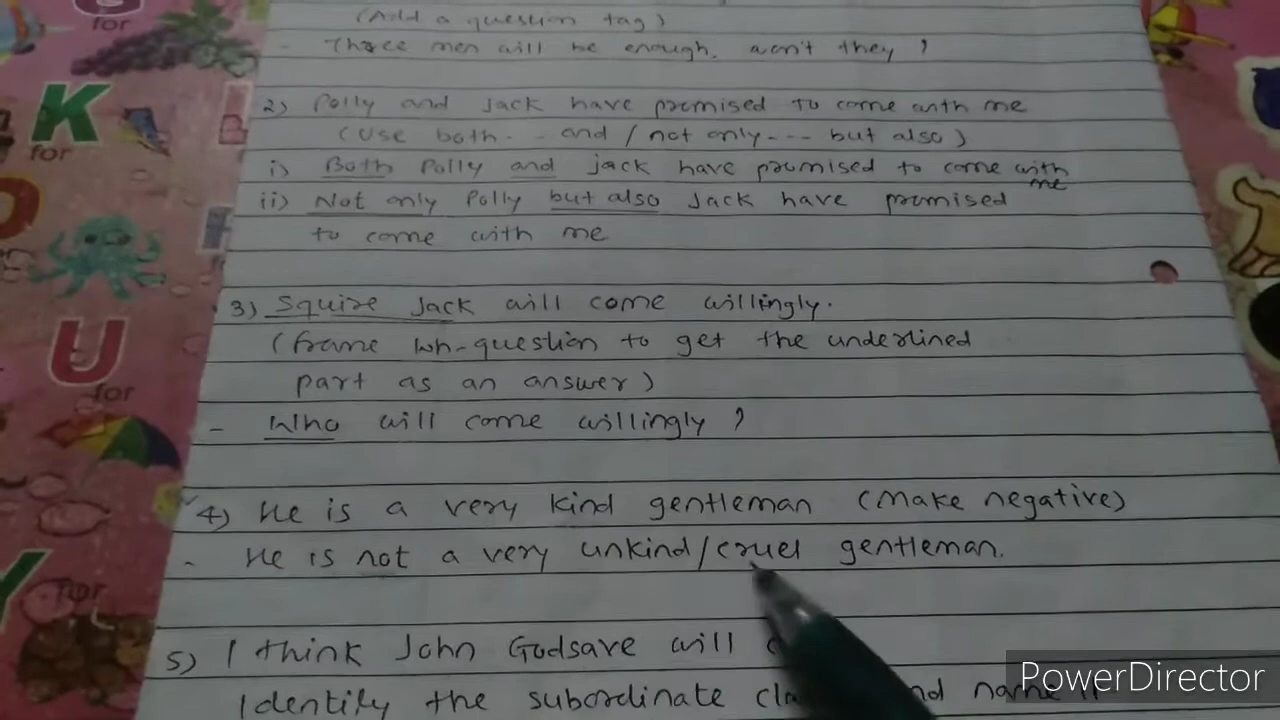 for
(Add a question tag)
- Three men will be enough. won't they ?
K
for
2) Polly and Jack have promised to come with me
(Use both - - and / not only --- but also)
i) Both Polly and Jack have promised to come with
me
ii) Not only Polly but also Jack have promised
to come with me
3) Squire Jack will come willingly.
(Frame wh-question to get the underlined
part as an answer)
- Who will come willingly ?
U
for
4) He is a very kind gentleman (Make negative)
- He is not a very unkind/cruel gentleman.
Y for
5) I think John Godsave will
Identify the subordinate
PowerDirector